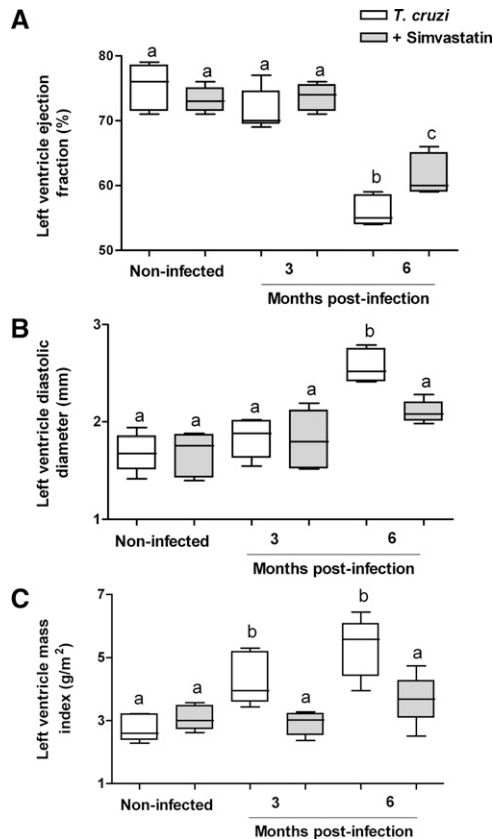 T. cruzi
+ Simvastatin
A
Left ventricle ejection
fraction (%)
80
70
60
50
a
a
a
a
b
c
Non-infected
3
6
Months post-infection
B
Left ventricle diastolic
diameter (mm)
3
2
1
a
a
a
a
b
a
Non-infected
3
6
Months post-infection
C
Left ventricle mass
index (g/m²)
7
5
3
1
a
a
b
a
b
a
Non-infected
3
6
Months post-infection